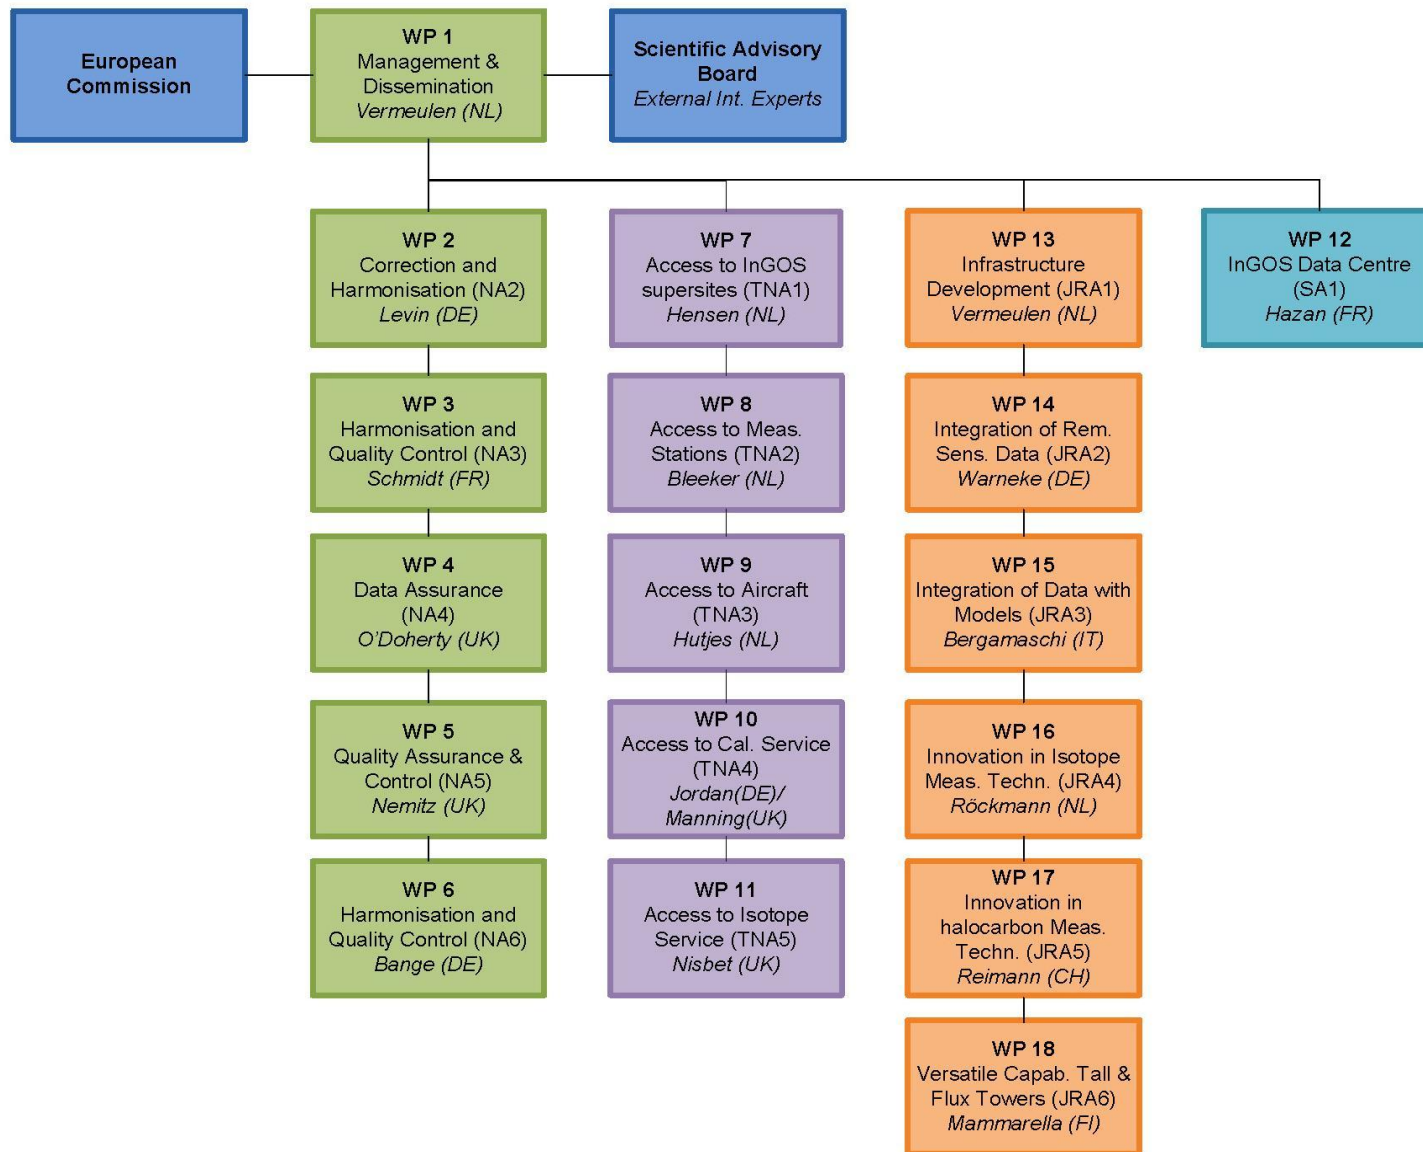 European
Commission
WP 1
Management &
Dissemination
Vermeulen (NL)
Scientific Advisory
Board
External Int. Experts
WP 2
Correction and
Harmonisation (NA2)
Levin (DE)
WP 3
Harmonisation and
Quality Control (NA3)
Schmidt (FR)
WP 4
Data Assurance
(NA4)
O'Doherty (UK)
WP 5
Quality Assurance &
Control (NA5)
Nemitz (UK)
WP 6
Harmonisation and
Quality Control (NA6)
Bange (DE)
WP 7
Access to InGOS
supersites (TNA1)
Hensen (NL)
WP 8
Access to Meas.
Stations (TNA2)
Bleeker (NL)
WP 9
Access to Aircraft
(TNA3)
Hutjes (NL)
WP 10
Access to Cal. Service
(TNA4)
Jordan(DE)/
Manning(UK)
WP 11
Access to Isotope
Service (TNA5)
Nisbet (UK)
WP 13
Infrastructure
Development (JRA1)
Vermeulen (NL)
WP 14
Integration of Rem.
Sens. Data (JRA2)
Warneke (DE)
WP 15
Integration of Data with
Models (JRA3)
Bergamaschi (IT)
WP 16
Innovation in Isotope
Meas. Techn. (JRA4)
Röckmann (NL)
WP 17
Innovation in
halocarbon Meas.
Techn. (JRA5)
Reimann (CH)
WP 18
Versatile Capab. Tall &
Flux Towers (JRA6)
Mammarella (FI)
WP 12
InGOS Data Centre
(SA1)
Hazan (FR)